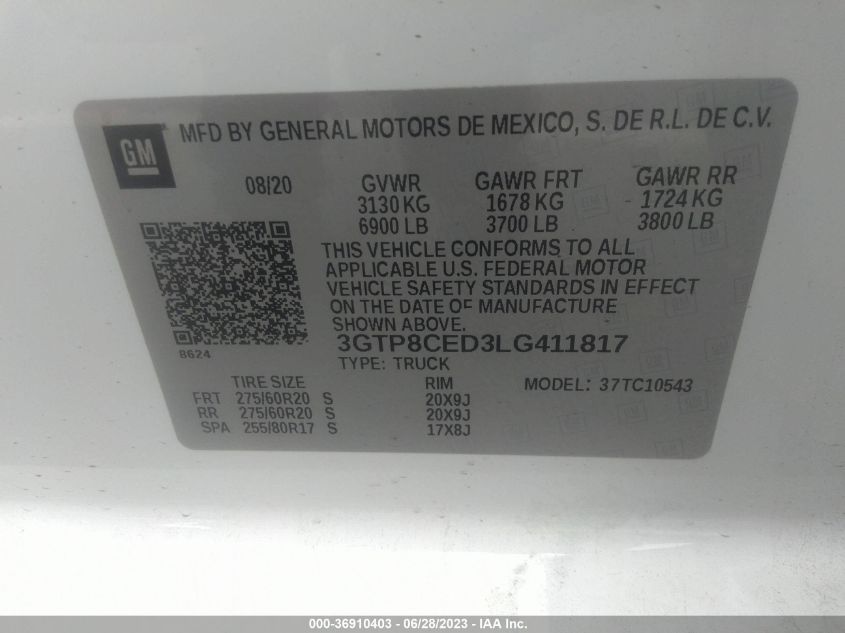 GM MFD BY GENERAL MOTORS DE MEXICO, S. DE R.L. DE C.V.
08/20 GVWR GAWR FRT GAWR RR
3130 KG 1678 KG 1724 KG
6900 LB 3700 LB 3800 LB
THIS VEHICLE CONFORMS TO ALL
APPLICABLE U.S. FEDERAL MOTOR
VEHICLE SAFETY STANDARDS IN EFFECT
ON THE DATE OF MANUFACTURE
SHOWN ABOVE.
8624
3GTP8CED3LG411817
TYPE: TRUCK
TIRE SIZE RIM MODEL: 37TC10543
FRT 275/60R20 S 20X9J
RR 275/60R20 S 20X9J
SPA 255/80R17 S 17X8J
000-36910403 - 06/28/2023 - IAA Inc.